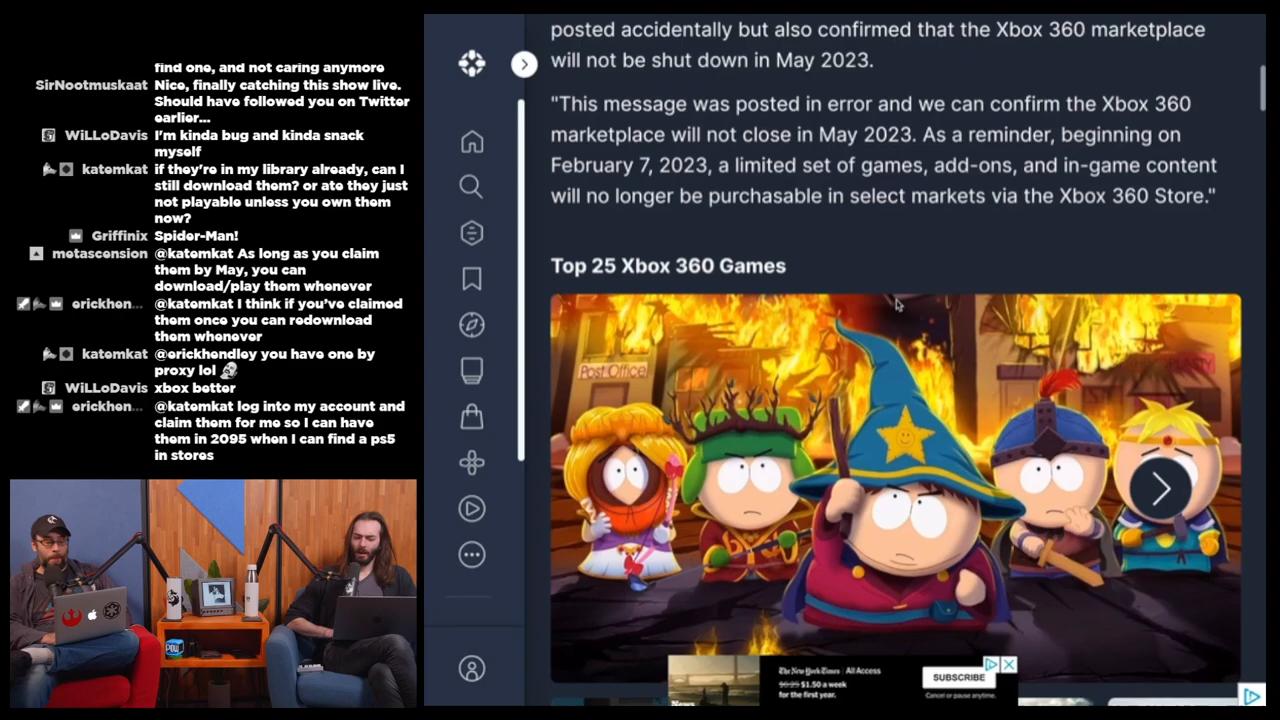 find one, and not caring anymore
SirNootmuskaat Nice, finally catching this show live.
Should have followed you on Twitter
earlier...
WiLLoDavis I'm kinda bug and kinda snack
myself
katemkat if they're in my library already, can I
still download them? or ate they just
not playable unless you own them
now?
Griffinix Spider-Man!
metascension @katemkat As long as you claim
them by May, you can
download/play them whenever
erickhen... @katemkat I think if you've claimed
them once you can redownload
them whenever
katemkat @erickhendley you have one by
proxy lol
WiLLoDavis xbox better
erickhen... @katemkat log into my account and
claim them for me so I can have
them in 2095 when I can find a ps5
in stores
POW
posted accidentally but also confirmed that the Xbox 360 marketplace
will not be shut down in May 2023.
"This message was posted in error and we can confirm the Xbox 360
marketplace will not close in May 2023. As a reminder, beginning on
February 7, 2023, a limited set of games, add-ons, and in-game content
will no longer be purchasable in select markets via the Xbox 360 Store."
Top 25 Xbox 360 Games
Post Office
The New York Times | All Access
$6.25 $1.50 a week
for the first year.
SUBSCRIBE
Cancel or pause anytime.
News